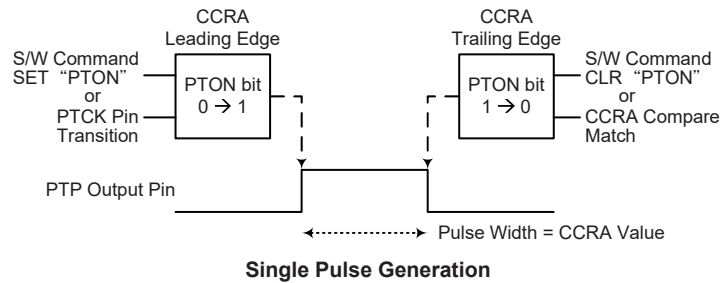 CCRA
Leading Edge
S/W Command
SET “PTON”
or
PTCK Pin
Transition
PTON bit
0 → 1
CCRA
Trailing Edge
PTON bit
1 → 0
S/W Command
CLR “PTON”
or
CCRA Compare
Match
PTP Output Pin
Pulse Width = CCRA Value
Single Pulse Generation